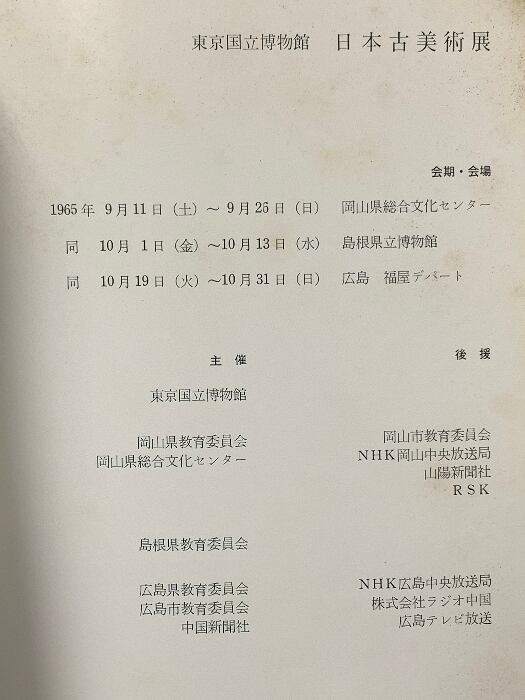 東京国立博物館　日本古美術展
会期・会場
1965年 9月11日（土）～ 9月26日（日）　岡山県総合文化センター
同　10月 1日（金）～10月13日（水）　島根県立博物館
同　10月19日（火）～10月31日（日）　広島　福屋デパート
主催
東京国立博物館
岡山県教育委員会
岡山県総合文化センター
島根県教育委員会
広島県教育委員会
広島市教育委員会
中国新聞社
後援
岡山市教育委員会
NHK岡山中央放送局
山陽新聞社
RSK
NHK広島中央放送局
株式会社ラジオ中国
広島テレビ放送